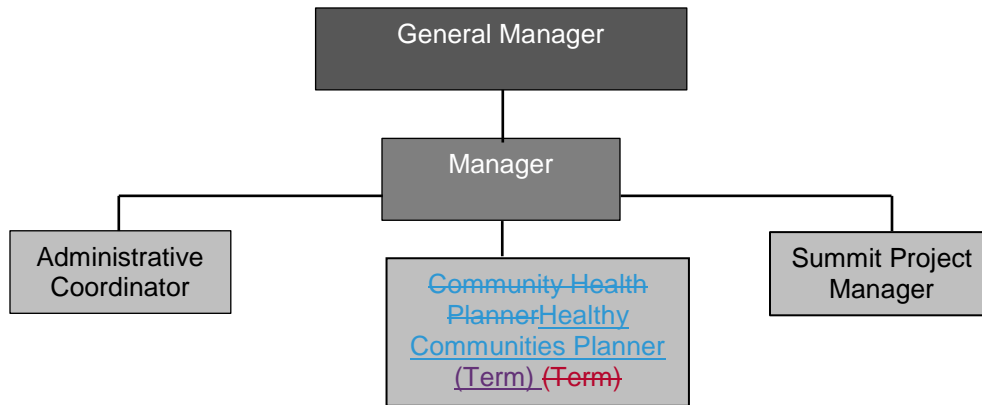 General Manager
Manager
Administrative
Coordinator
Community Health
PlannerHealthy
Communities Planner
(Term) (Term)
Summit Project
Manager